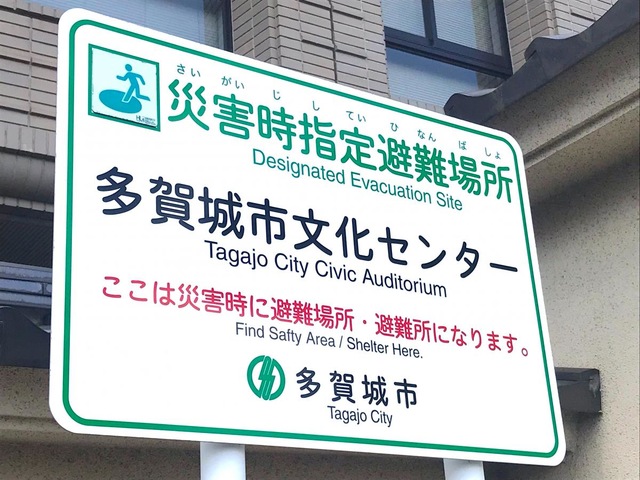 さいがいじしていひなんばしょ
災害時指定避難場所
Designated Evacuation Site
多賀城市文化センター
Tagajo City Civic Auditorium
ここは災害時に避難場所・避難所になります。
Find Safty Area / Shelter Here.
多賀城市
Tagajo City